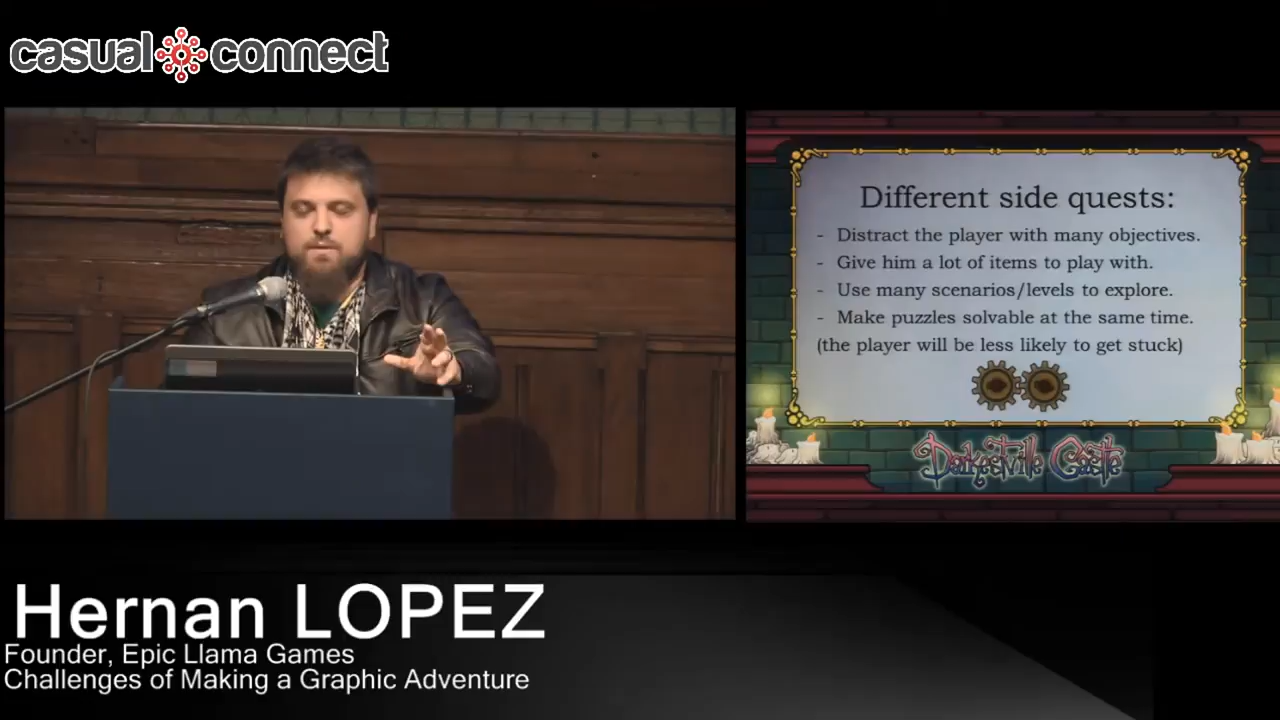 casual connect
Different side quests:
- Distract the player with many objectives.
- Give him a lot of items to play with.
- Use many scenarios/levels to explore.
- Make puzzles solvable at the same time.
(the player will be less likely to get stuck)
Darkestville Castle
Hernan LOPEZ
Founder, Epic Llama Games
Challenges of Making a Graphic Adventure